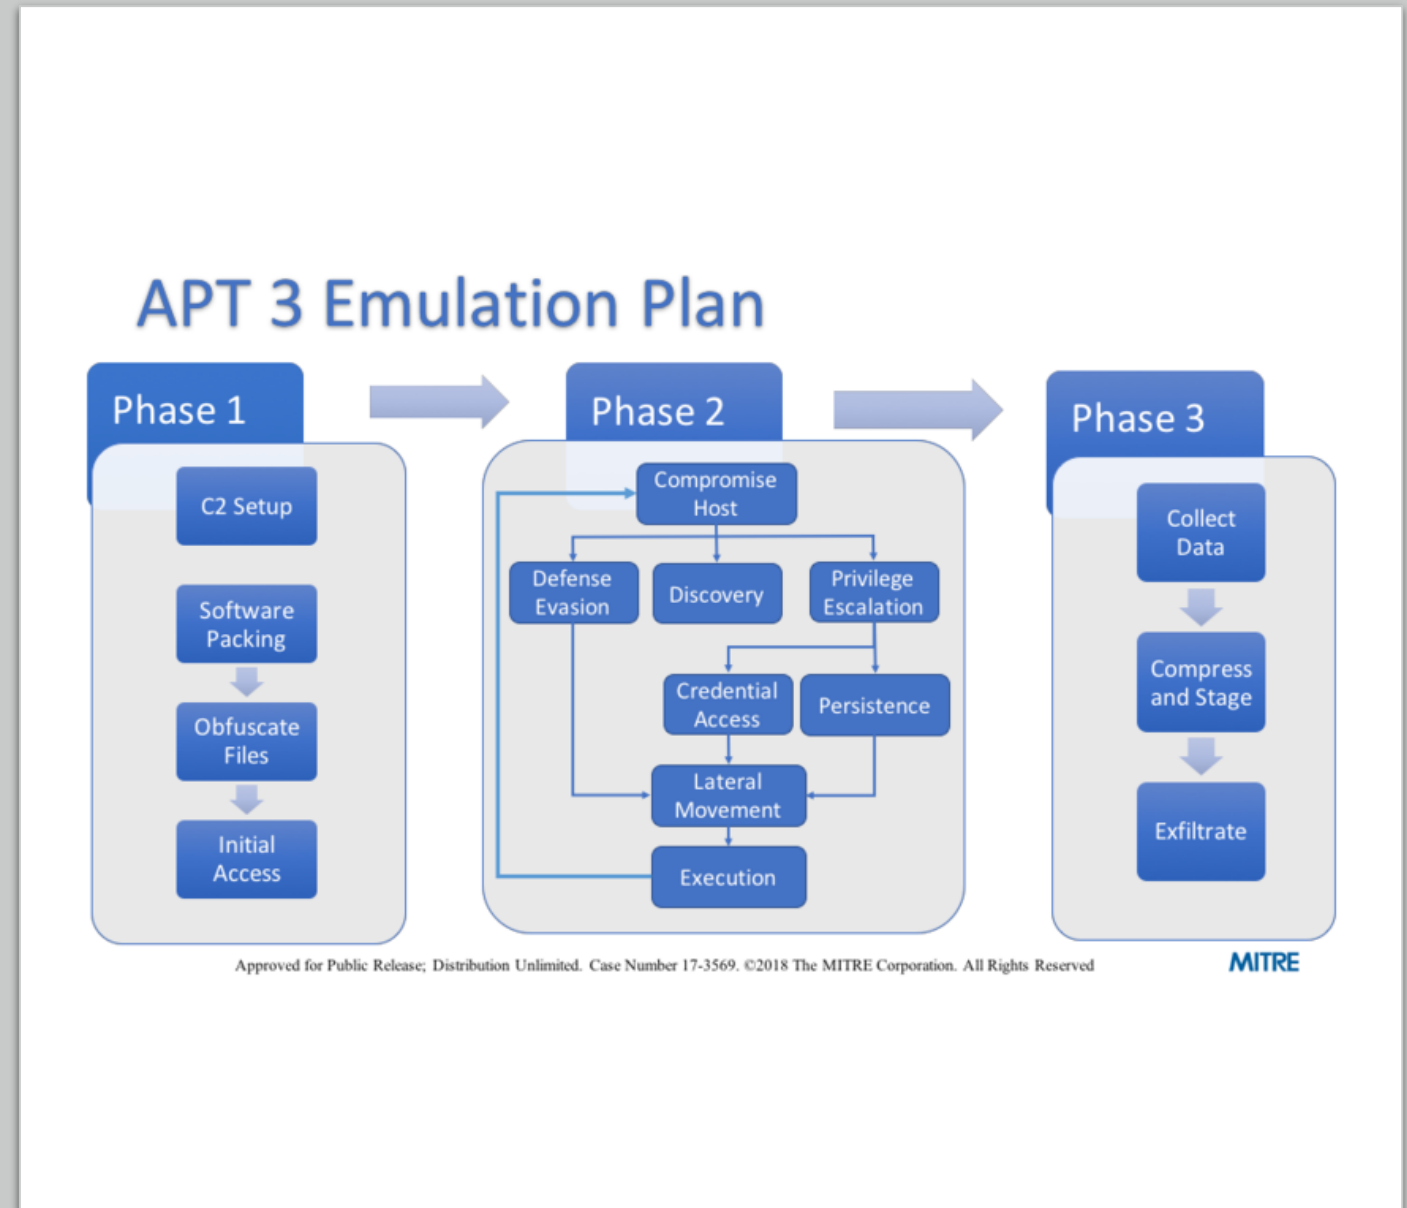 APT 3 Emulation Plan
Phase 1
C2 Setup
Software
Packing
Obfuscate
Files
Initial
Access
Phase 2
Compromise
Host
Defense
Evasion
Discovery
Privilege
Escalation
Credential
Access
Persistence
Lateral
Movement
Execution
Phase 3
Collect
Data
Compress
and Stage
Exfiltrate
Approved for Public Release; Distribution Unlimited. Case Number 17-3569. ©2018 The MITRE Corporation. All Rights Reserved
MITRE